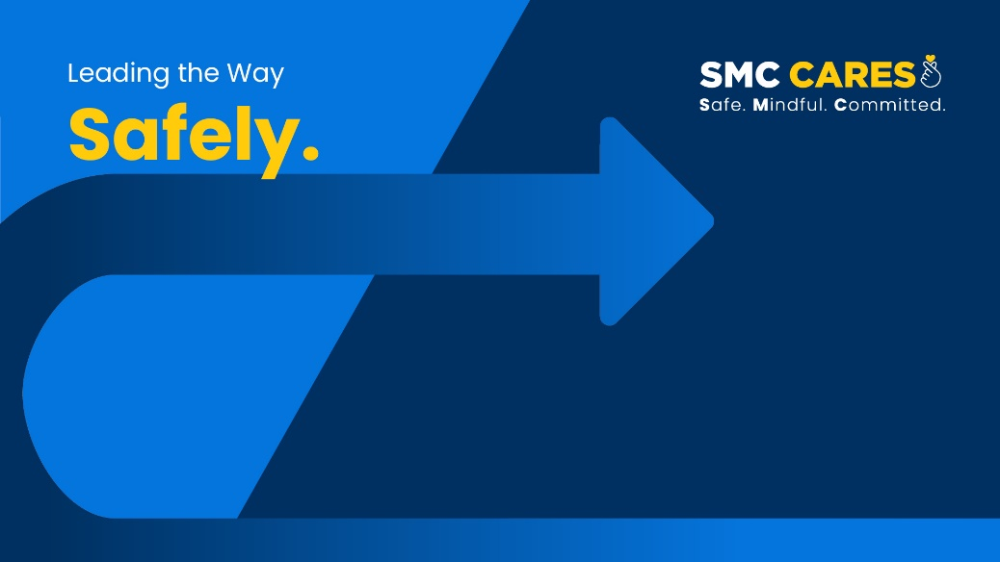 Leading the Way
Safely.
SMC CARES
Safe. Mindful. Committed.